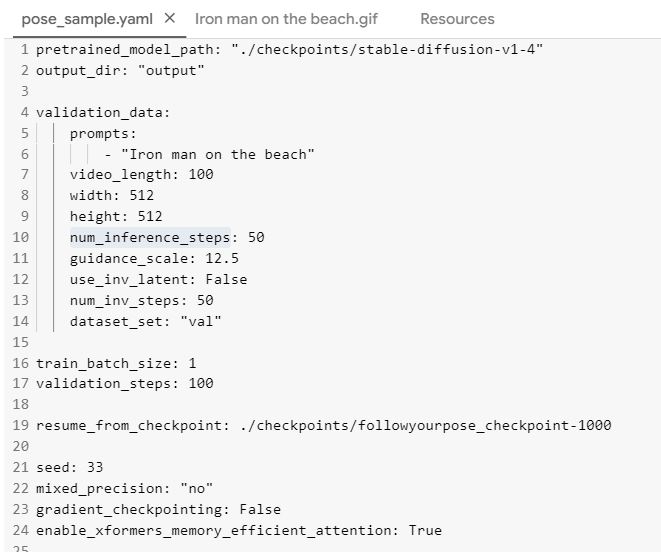 pose_sample.yaml × Iron man on the beach.gif Resources
1 pretrained_model_path: "./checkpoints/stable-diffusion-v1-4"
2 output_dir: "output"
3
4 validation_data:
5 prompts:
6 - "Iron man on the beach"
7 video_length: 100
8 width: 512
9 height: 512
10 num_inference_steps: 50
11 guidance_scale: 12.5
12 use_inv_latent: False
13 num_inv_steps: 50
14 dataset_set: "val"
15
16 train_batch_size: 1
17 validation_steps: 100
18
19 resume_from_checkpoint: ./checkpoints/followyourpose_checkpoint-1000
20
21 seed: 33
22 mixed_precision: "no"
23 gradient_checkpointing: False
24 enable_xformers_memory_efficient_attention: True
25